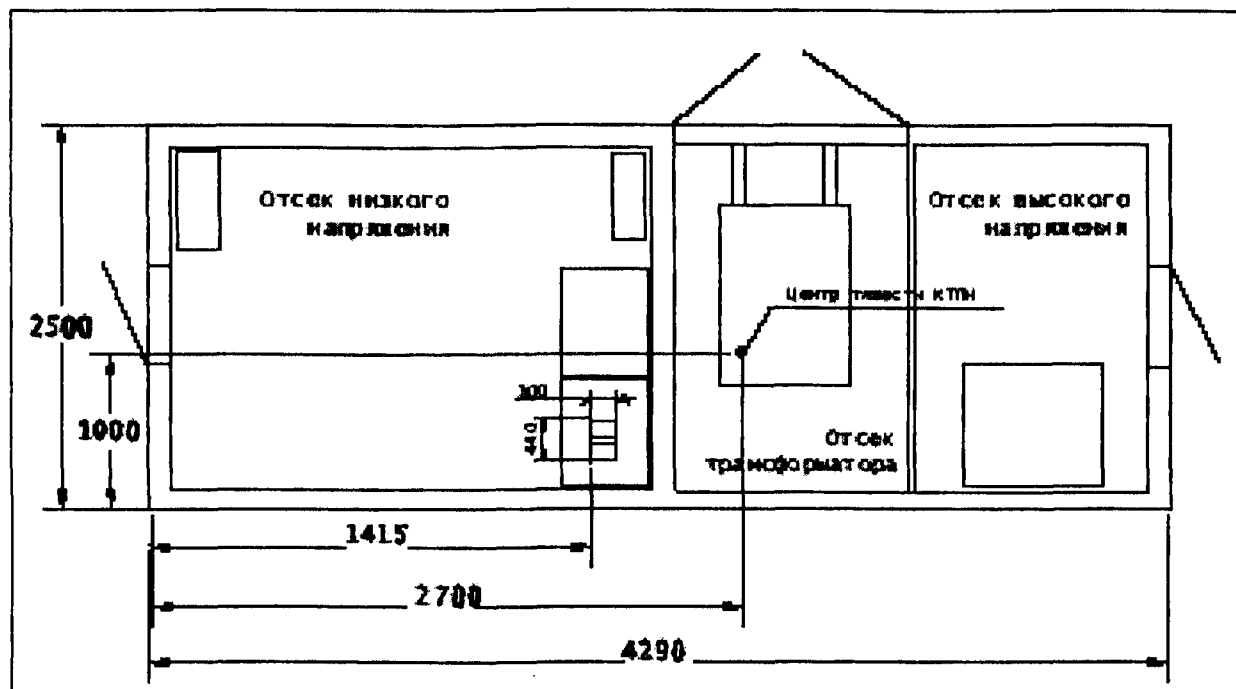 Отсек низкого
напряжения
Отсек высокого
напряжения
Центр тяжести КТПН
2500
1000
300
440
Отсек
трансформатора
1415
2700
4290